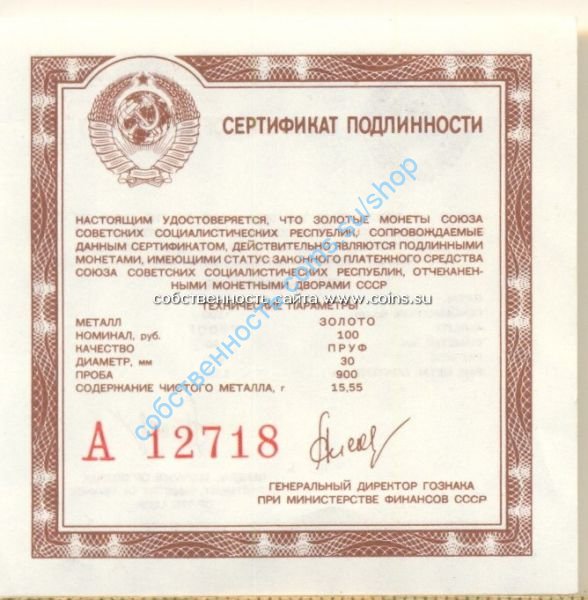 СЕРТИФИКАТ ПОДЛИННОСТИ
НАСТОЯЩИМ УДОСТОВЕРЯЕТСЯ, ЧТО ЗОЛОТЫЕ МОНЕТЫ СОЮЗА
СОВЕТСКИХ СОЦИАЛИСТИЧЕСКИХ РЕСПУБЛИК, СОПРОВОЖДАЕМЫЕ
ДАННЫМ СЕРТИФИКАТОМ, ДЕЙСТВИТЕЛЬНО ЯВЛЯЮТСЯ ПОДЛИННЫМИ
МОНЕТАМИ, ИМЕЮЩИМИ СТАТУС ЗАКОННОГО ПЛАТЕЖНОГО СРЕДСТВА
СОЮЗА СОВЕТСКИХ СОЦИАЛИСТИЧЕСКИХ РЕСПУБЛИК, ОТЧЕКАНЕН-
НЫМИ МОНЕТНЫМИ ДВОРАМИ СССР
собственность сайта www.coins.su
ТЕХНИЧЕСКИЕ ПАРАМЕТРЫ
МЕТАЛЛ ЗОЛОТО
НОМИНАЛ, руб. 100
КАЧЕСТВО ПРУФ
ДИАМЕТР, мм 30
ПРОБА 900
СОДЕРЖАНИЕ ЧИСТОГО МЕТАЛЛА, г 15,55
А 12718
ГЕНЕРАЛЬНЫЙ ДИРЕКТОР ГОЗНАКА
ПРИ МИНИСТЕРСТВЕ ФИНАНСОВ СССР
собственность coins.su/shop